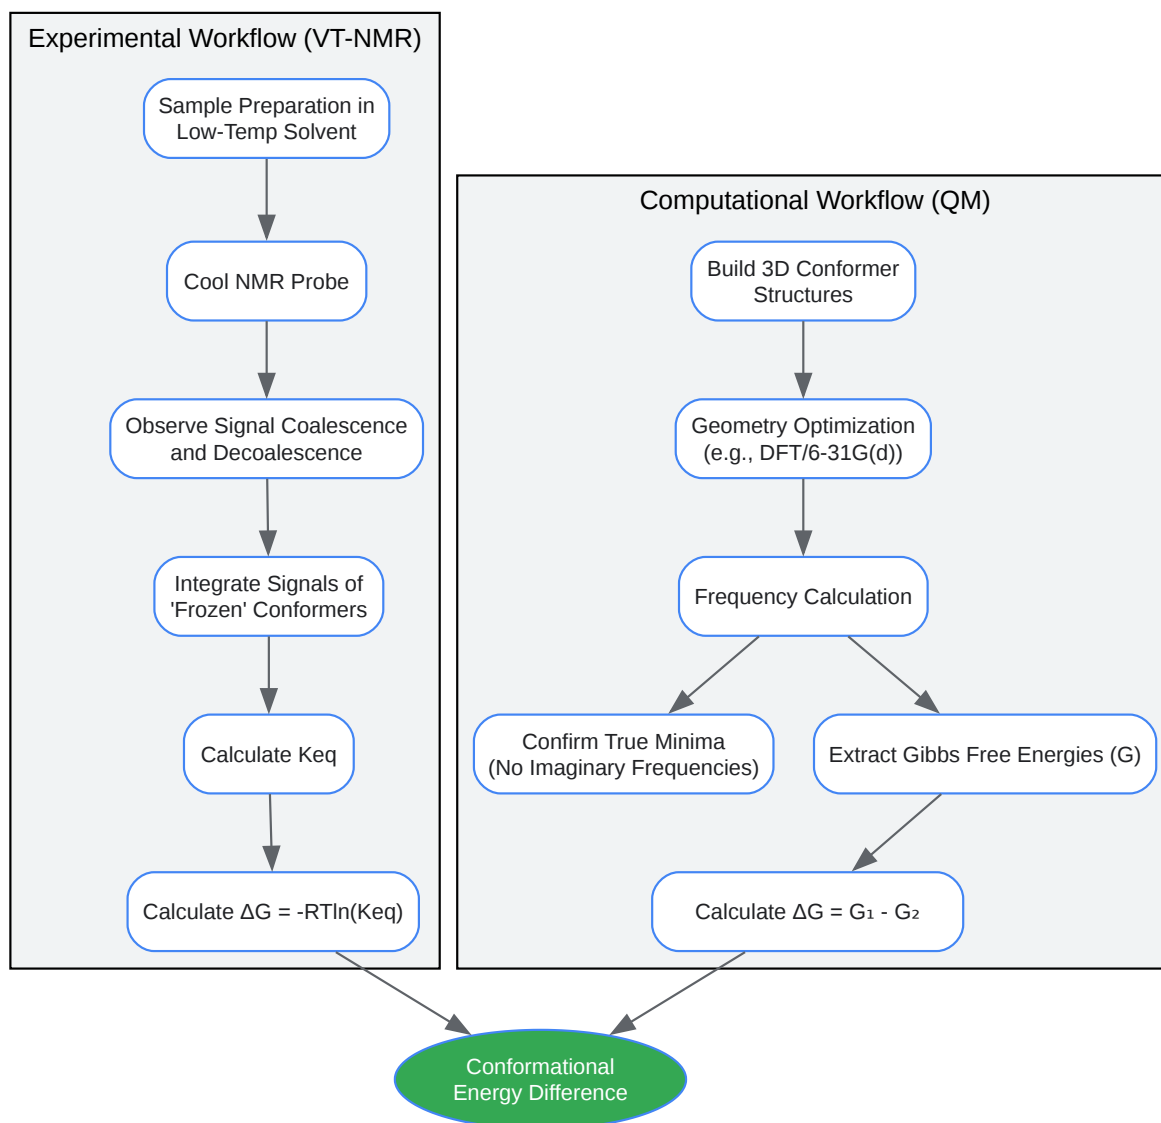 Experimental Workflow (VT-NMR)
Sample Preparation in
Low-Temp Solvent
Cool NMR Probe
Observe Signal Coalescence
and Decoalescence
Integrate Signals of
'Frozen' Conformers
Calculate Keq
Calculate ΔG = -RTln(Keq)
Computational Workflow (QM)
Build 3D Conformer
Structures
Geometry Optimization
(e.g., DFT/6-31G(d))
Frequency Calculation
Confirm True Minima
(No Imaginary Frequencies)
Extract Gibbs Free Energies (G)
Calculate ΔG = G₁ - G₂
Conformational
Energy Difference